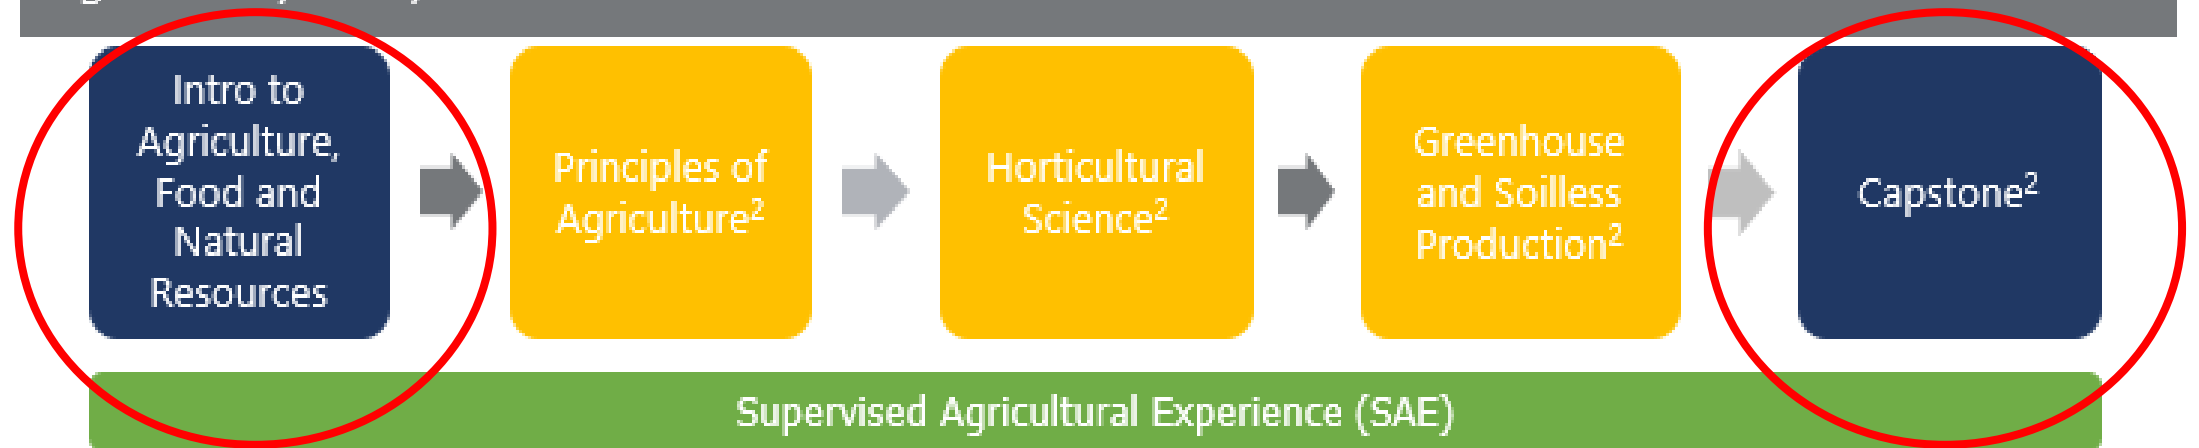 Intro to
Agriculture,
Food and
Natural
Resources
Principles of
Agriculture²
Horticultural
Science²
Greenhouse
and Soilless
Production²
Capstone²
Supervised Agricultural Experience (SAE)